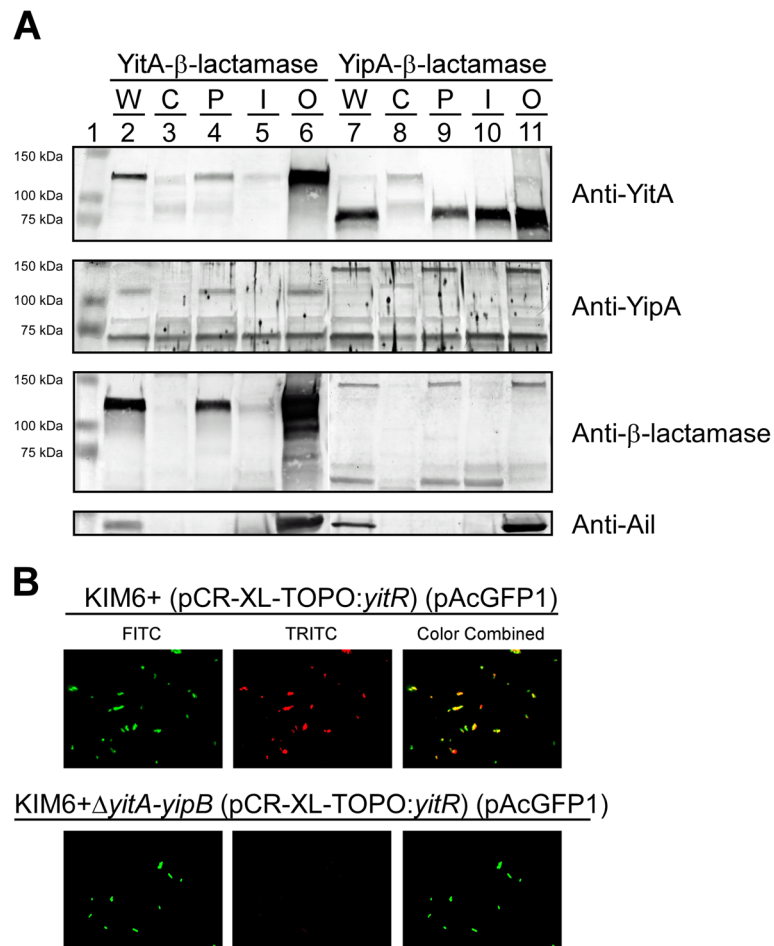 A
YitA-β-lactamase YipA-β-lactamase
W C P I O W C P I O
1 2 3 4 5 6 7 8 9 10 11
150 kDa
100 kDa
75 kDa
Anti-YitA
150 kDa
100 kDa
75 kDa
Anti-YipA
150 kDa
100 kDa
75 kDa
Anti-β-lactamase
Anti-Ail
B
KIM6+ (pCR-XL-TOPO:yitR) (pAcGFP1)
FITC TRITC Color Combined
KIM6+ΔyitA-yipB (pCR-XL-TOPO:yitR) (pAcGFP1)